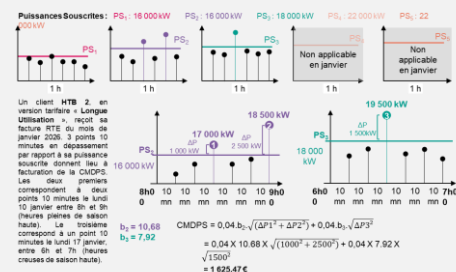 Puissances Souscrites : PS₁ : 16 000 kW PS₂ : 16 000 kW PS₃ : 18 000 kW PS₄ : 22 000 kW PS₅ : 22
000 kW
PS₁
PS₂
PS₃
PS₄
PS₅
Non applicable en janvier
Non applicable en janvier
1 h
1 h
1 h
1 h
1 h
Un client HTB 2, en
version tarifaire « Longue
Utilisation », reçoit sa
facture RTE du mois de
janvier 2026. 3 points 10
minutes en dépassement
par rapport à se puissance
souscrite donnent lieu à
facturation de la CMDPS.
Les deux premiers
correspondent à deux
points 10 minutes le lundi
10 janvier entre 8h et 9h
(heures pleines de saison
haute). Le troisième
correspond à un point 10
minutes le lundi 17 janvier,
entre 6h et 7h (heures
creuses de saison haute).
18 500 kW
17 000 kW
2
1
ΔP
1 000 kW
ΔP
2 500 kW
PS₂
16 000 kW
8h0
0
10
mn
10
mn
10
mn
10
mn
10
mn
9h0
0
19 500 kW
3
ΔP
1 500kW
18 000
kW
6h0
0
10
mn
10
mn
10
mn
10
mn
10
mn
7h0
0
b₂ = 10,68
b₃ = 7,92
CMDPS = 0,04.b₂.√(ΔP1² + ΔP2²) + 0,04.b₃.√ΔP3²
= 0,04 X 10.68 X √(1000² + 2500²) + 0,04 X 7.92 X
√1500²
= 1 625,47 €